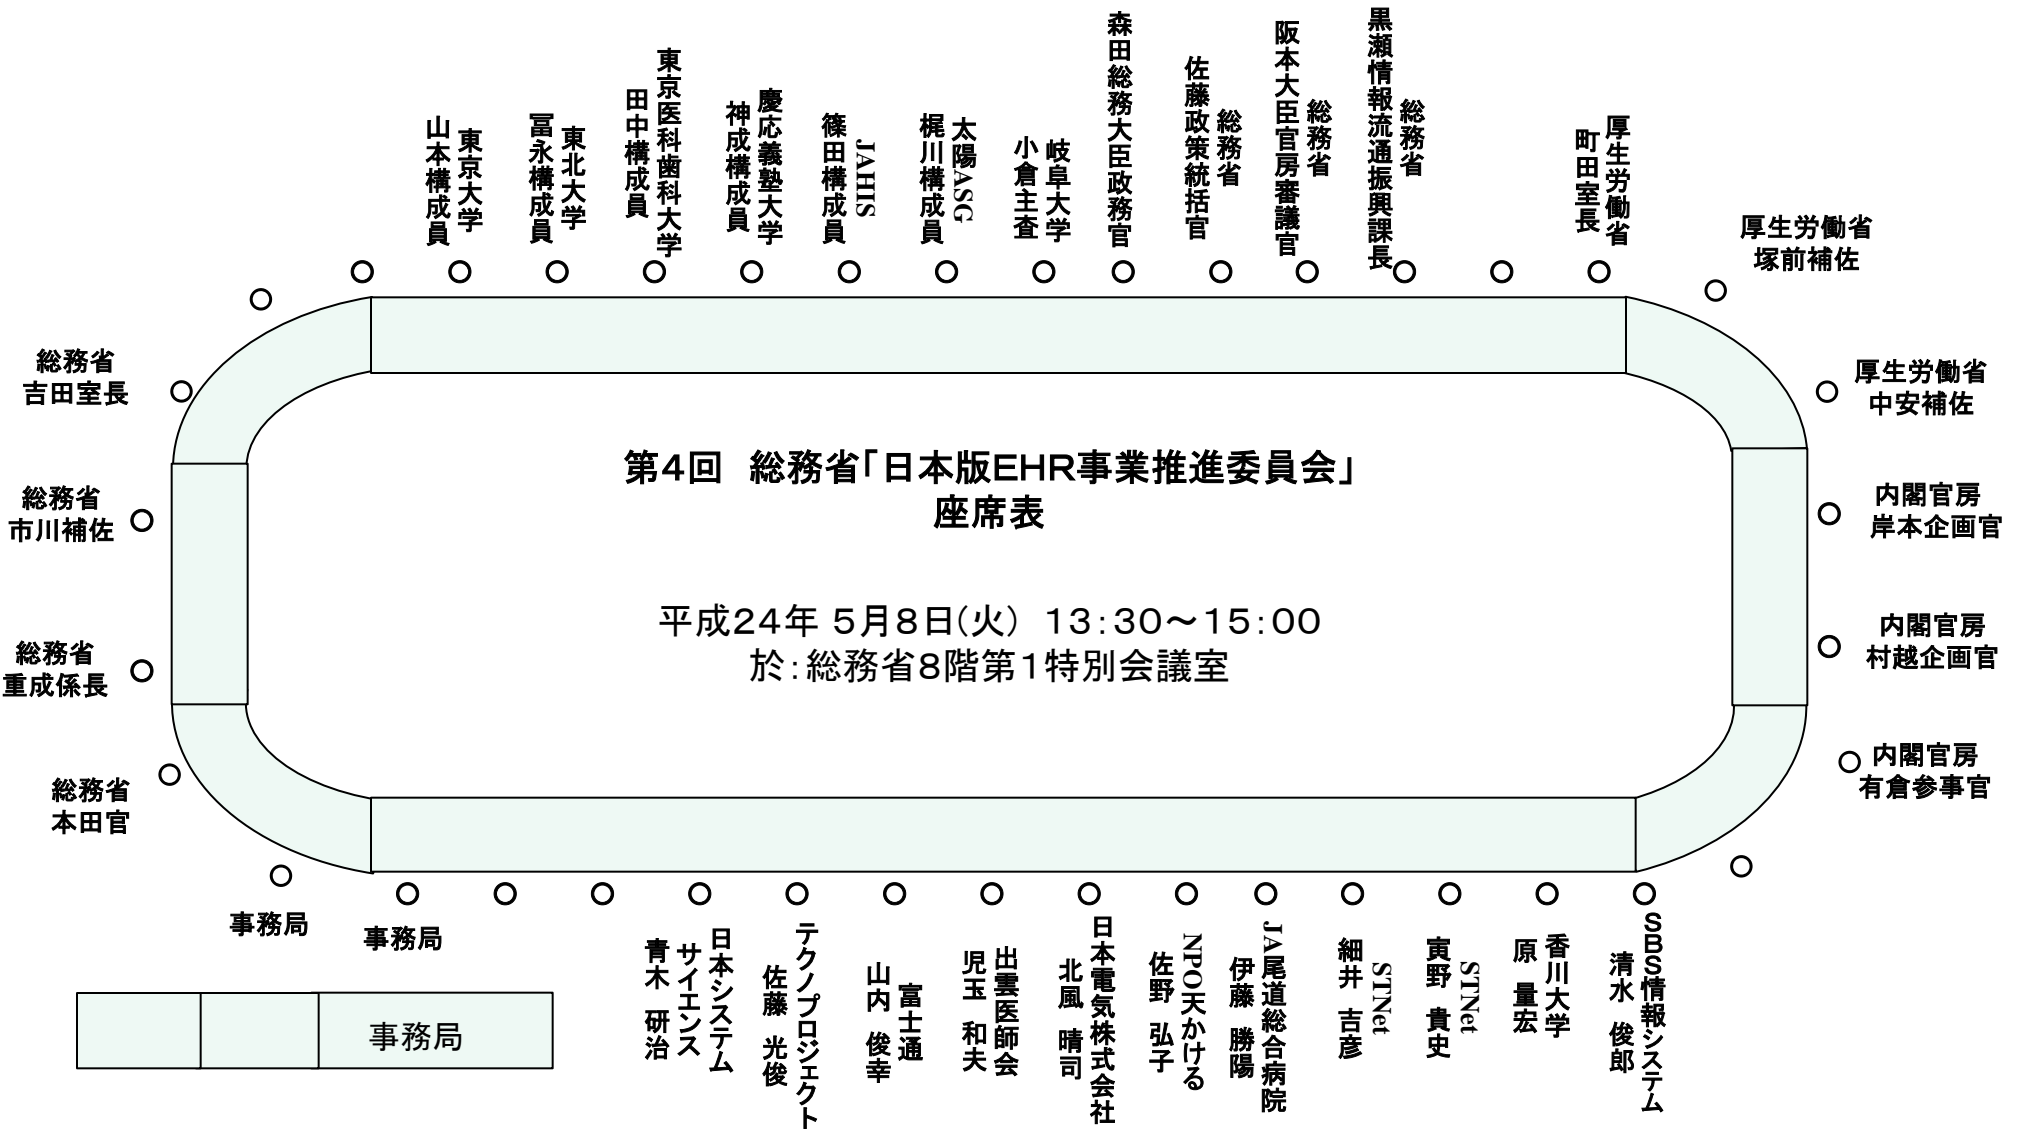 東京大学
山本構成員
東北大学
冨永構成員
東京医科歯科大学
田中構成員
慶応義塾大学
神成構成員
JAHIS
篠田構成員
太陽ASG
梶川構成員
岐阜大学
小倉主査
森田総務大臣政務官
総務省
佐藤政策統括官
総務省
阪本大臣官房審議官
総務省
黒瀬情報流通振興課長
厚生労働省
町田室長
厚生労働省
塚前補佐
厚生労働省
中安補佐
内閣官房
岸本企画官
内閣官房
村越企画官
内閣官房
有倉参事官
総務省
吉田室長
総務省
市川補佐
総務省
重成係長
総務省
本田官
第4回　総務省「日本版EHR事業推進委員会」
座席表
平成24年 5月8日(火)　13:30～15:00
於:総務省8階第1特別会議室
事務局
事務局
日本システム
サイエンス
青木　研治
テクノプロジェクト
佐藤　光俊
富士通
山内　俊幸
出雲医師会
児玉　和夫
日本電気株式会社
北風　晴司
NPO天かける
佐野　弘子
JA尾道総合病院
伊藤　勝陽
STNet
細井　吉彦
STNet
寅野　貴史
香川大学
原　量宏
SBS情報システム
清水　俊郎
事務局